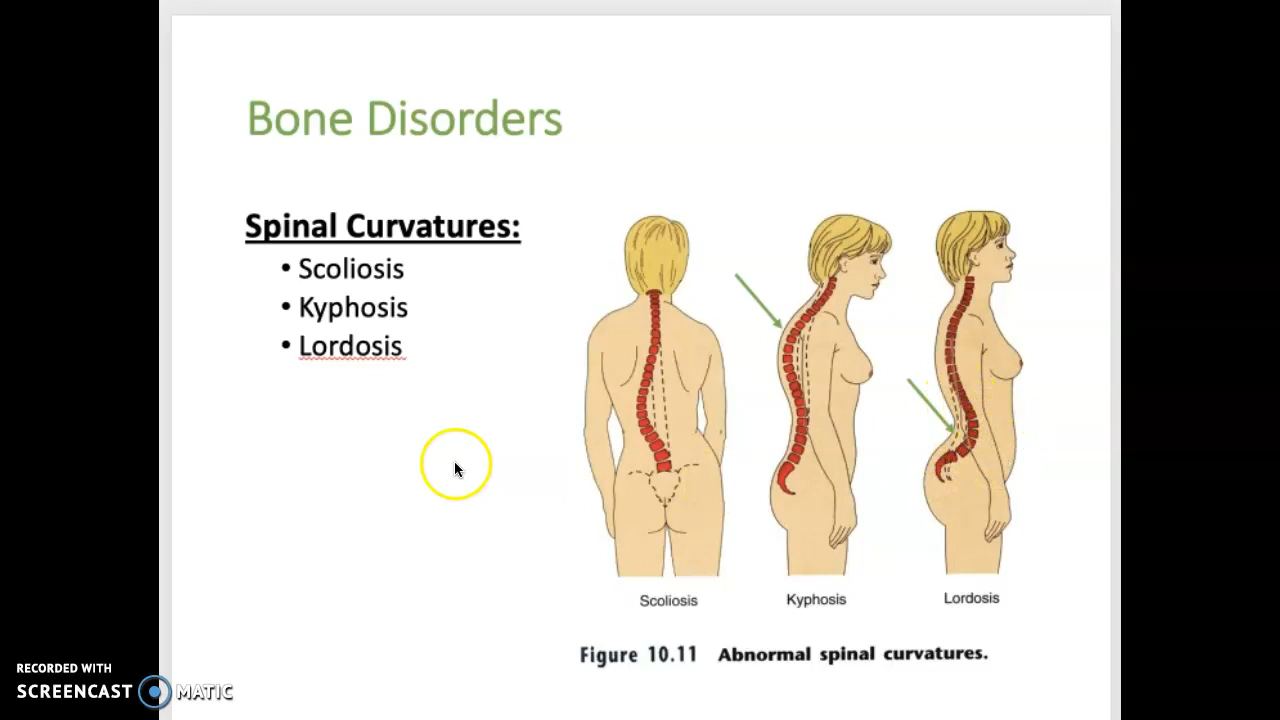 Bone Disorders
Spinal Curvatures:
• Scoliosis
• Kyphosis
• Lordosis
Scoliosis
Kyphosis
Lordosis
Figure 10.11 Abnormal spinal curvatures.
RECORDED WITH
SCREENCAST MATIC